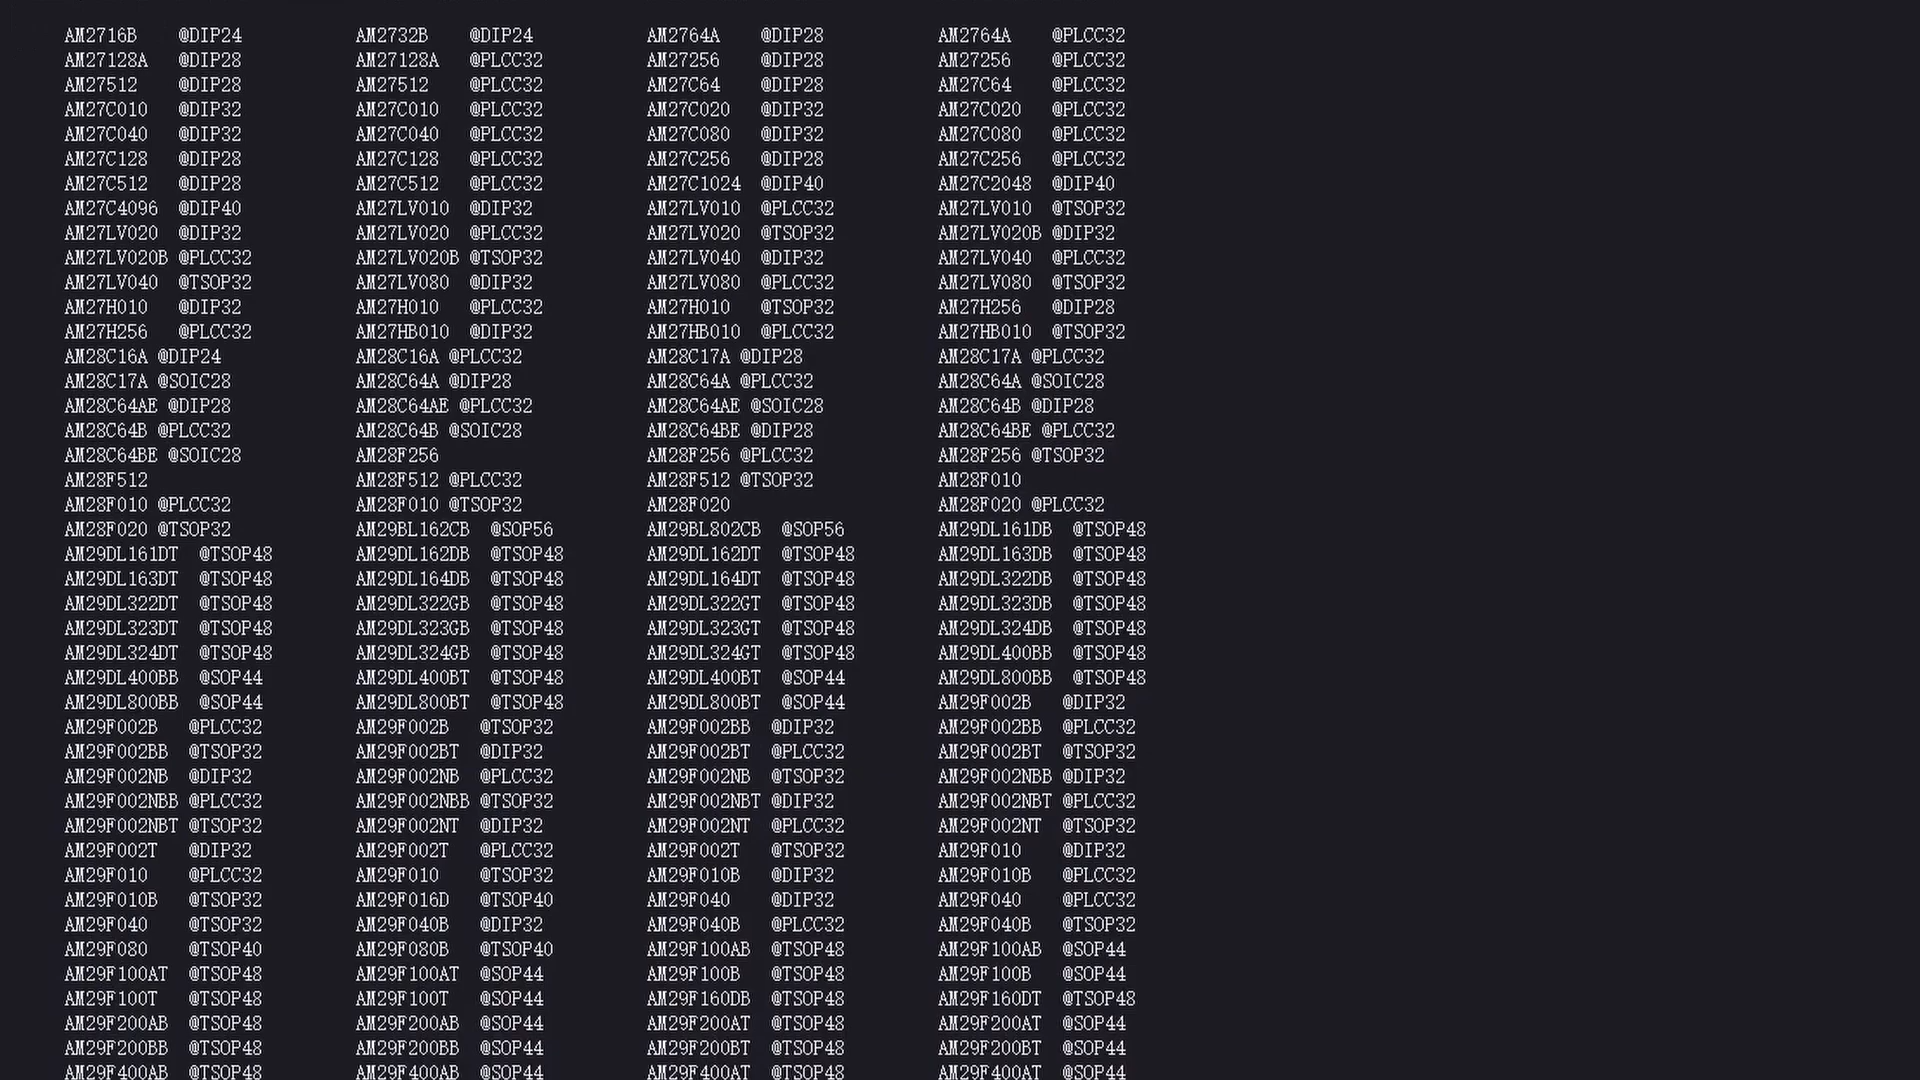 AM2716B    @DIP24    AM2732B    @DIP24    AM2764A    @DIP28    AM2764A    @PLCC32
AM27128A   @DIP28    AM27128A   @PLCC32    AM27256    @DIP28    AM27256    @PLCC32
AM27512    @DIP28    AM27512    @PLCC32    AM27C64    @DIP28    AM27C64    @PLCC32
AM27C010   @DIP32    AM27C010   @PLCC32    AM27C020   @DIP32    AM27C020   @PLCC32
AM27C040   @DIP32    AM27C040   @PLCC32    AM27C080   @DIP32    AM27C080   @PLCC32
AM27C128   @DIP28    AM27C128   @PLCC32    AM27C256   @DIP28    AM27C256   @PLCC32
AM27C512   @DIP28    AM27C512   @PLCC32    AM27C1024  @DIP40    AM27C2048  @DIP40
AM27C4096  @DIP40    AM27LV010  @DIP32    AM27LV010  @PLCC32    AM27LV010  @TSOP32
AM27LV020  @DIP32    AM27LV020  @PLCC32    AM27LV020  @TSOP32    AM27LV020B @DIP32
AM27LV020B @PLCC32    AM27LV020B @TSOP32    AM27LV040  @DIP32    AM27LV040  @PLCC32
AM27LV040  @TSOP32    AM27LV080  @DIP32    AM27LV080  @PLCC32    AM27LV080  @TSOP32
AM27H010   @DIP32    AM27H010   @PLCC32    AM27H010   @TSOP32    AM27H256   @DIP28
AM27H256   @PLCC32    AM27HB010  @DIP32    AM27HB010  @PLCC32    AM27HB010  @TSOP32
AM28C16A @DIP24    AM28C16A @PLCC32    AM28C17A @DIP28    AM28C17A @PLCC32
AM28C17A @SOIC28    AM28C64A @DIP28    AM28C64A @PLCC32    AM28C64A @SOIC28
AM28C64AE @DIP28    AM28C64AE @PLCC32    AM28C64AE @SOIC28    AM28C64B @DIP28
AM28C64B @PLCC32    AM28C64B @SOIC28    AM28C64BE @DIP28    AM28C64BE @PLCC32
AM28C64BE @SOIC28    AM28F256    AM28F256 @PLCC32    AM28F256 @TSOP32
AM28F512    AM28F512 @PLCC32    AM28F512 @TSOP32    AM28F010
AM28F010 @PLCC32    AM28F010 @TSOP32    AM28F020    AM28F020 @PLCC32
AM28F020 @TSOP32    AM29BL162CB  @SOP56    AM29BL802CB  @SOP56    AM29DL161DB  @TSOP48
AM29DL161DT  @TSOP48    AM29DL162DB  @TSOP48    AM29DL162DT  @TSOP48    AM29DL163DB  @TSOP48
AM29DL163DT  @TSOP48    AM29DL164DB  @TSOP48    AM29DL164DT  @TSOP48    AM29DL322DB  @TSOP48
AM29DL322DT  @TSOP48    AM29DL322GB  @TSOP48    AM29DL322GT  @TSOP48    AM29DL323DB  @TSOP48
AM29DL323DT  @TSOP48    AM29DL323GB  @TSOP48    AM29DL323GT  @TSOP48    AM29DL324DB  @TSOP48
AM29DL324DT  @TSOP48    AM29DL324GB  @TSOP48    AM29DL324GT  @TSOP48    AM29DL400BB  @TSOP48
AM29DL400BB  @SOP44    AM29DL400BT  @TSOP48    AM29DL400BT  @SOP44    AM29DL800BB  @TSOP48
AM29DL800BB  @SOP44    AM29DL800BT  @TSOP48    AM29DL800BT  @SOP44    AM29F002B   @DIP32
AM29F002B   @PLCC32    AM29F002B   @TSOP32    AM29F002BB  @DIP32    AM29F002BB  @PLCC32
AM29F002BB  @TSOP32    AM29F002BT  @DIP32    AM29F002BT  @PLCC32    AM29F002BT  @TSOP32
AM29F002NB  @DIP32    AM29F002NB  @PLCC32    AM29F002NB  @TSOP32    AM29F002NBB @DIP32
AM29F002NBB @PLCC32    AM29F002NBB @TSOP32    AM29F002NBT @DIP32    AM29F002NBT @PLCC32
AM29F002NBT @TSOP32    AM29F002NT  @DIP32    AM29F002NT  @PLCC32    AM29F002NT  @TSOP32
AM29F002T   @DIP32    AM29F002T   @PLCC32    AM29F002T   @TSOP32    AM29F010    @DIP32
AM29F010    @PLCC32    AM29F010    @TSOP32    AM29F010B   @DIP32    AM29F010B   @PLCC32
AM29F010B   @TSOP32    AM29F016D   @TSOP40    AM29F040    @DIP32    AM29F040    @PLCC32
AM29F040    @TSOP32    AM29F040B   @DIP32    AM29F040B   @PLCC32    AM29F040B   @TSOP32
AM29F080    @TSOP40    AM29F080B   @TSOP40    AM29F100AB  @TSOP48    AM29F100AB  @SOP44
AM29F100AT  @TSOP48    AM29F100AT  @SOP44    AM29F100B   @TSOP48    AM29F100B   @SOP44
AM29F100T   @TSOP48    AM29F100T   @SOP44    AM29F160DB  @TSOP48    AM29F160DT  @TSOP48
AM29F200AB  @TSOP48    AM29F200AB  @SOP44    AM29F200AT  @TSOP48    AM29F200AT  @SOP44
AM29F200BB  @TSOP48    AM29F200BB  @SOP44    AM29F200BT  @TSOP48    AM29F200BT  @SOP44
AM29F400AB  @TSOP48    AM29F400AB  @SOP44    AM29F400AT  @TSOP48    AM29F400AT  @SOP44